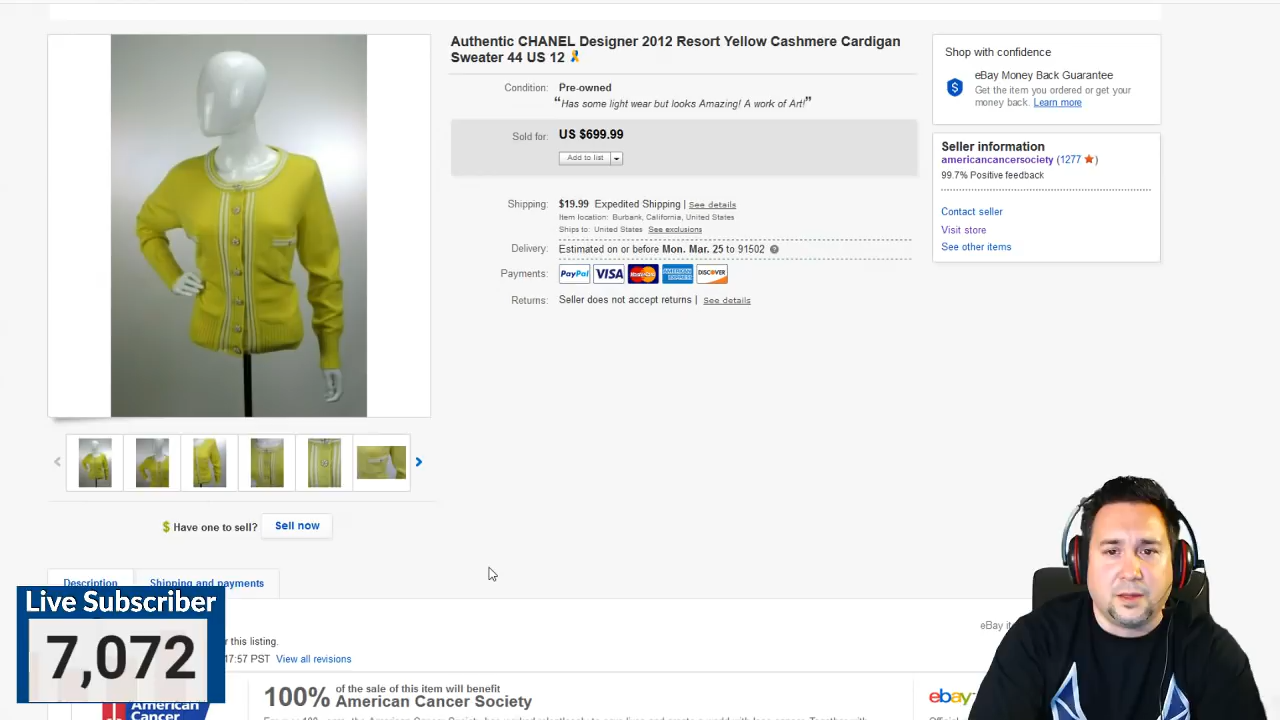 Authentic CHANEL Designer 2012 Resort Yellow Cashmere Cardigan
Sweater 44 US 12
Condition: Pre-owned
“Has some light wear but looks Amazing! A work of Art!”
Sold for: US $699.99
Add to list
Shipping: $19.99 Expedited Shipping | See details
Item location: Burbank, California, United States
Ships to: United States See exclusions
Delivery: Estimated on or before Mon. Mar. 25 to 91502
Payments: PayPal VISA MasterCard AMERICAN EXPRESS DISCOVER
Returns: Seller does not accept returns | See details
Shop with confidence
eBay Money Back Guarantee
Get the item you ordered or get your
money back. Learn more
Seller information
americancancersociety (1277 )
99.7% Positive feedback
Contact seller
Visit store
See other items
$ Have one to sell? Sell now
Description Shipping and payments
Live Subscriber
7,072
r this listing.
eBay
17:57 PST View all revisions
100% of the sale of this item will benefit
American Cancer Society
American
Cancer
ebay